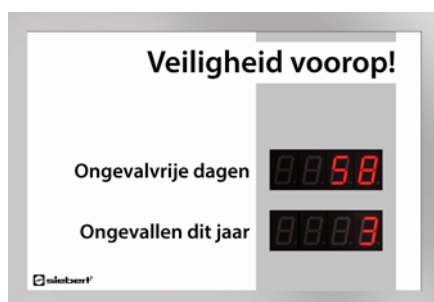 Veiligheid voorop!
Ongevalvrije dagen 58
Ongevallen dit jaar 3
siebert